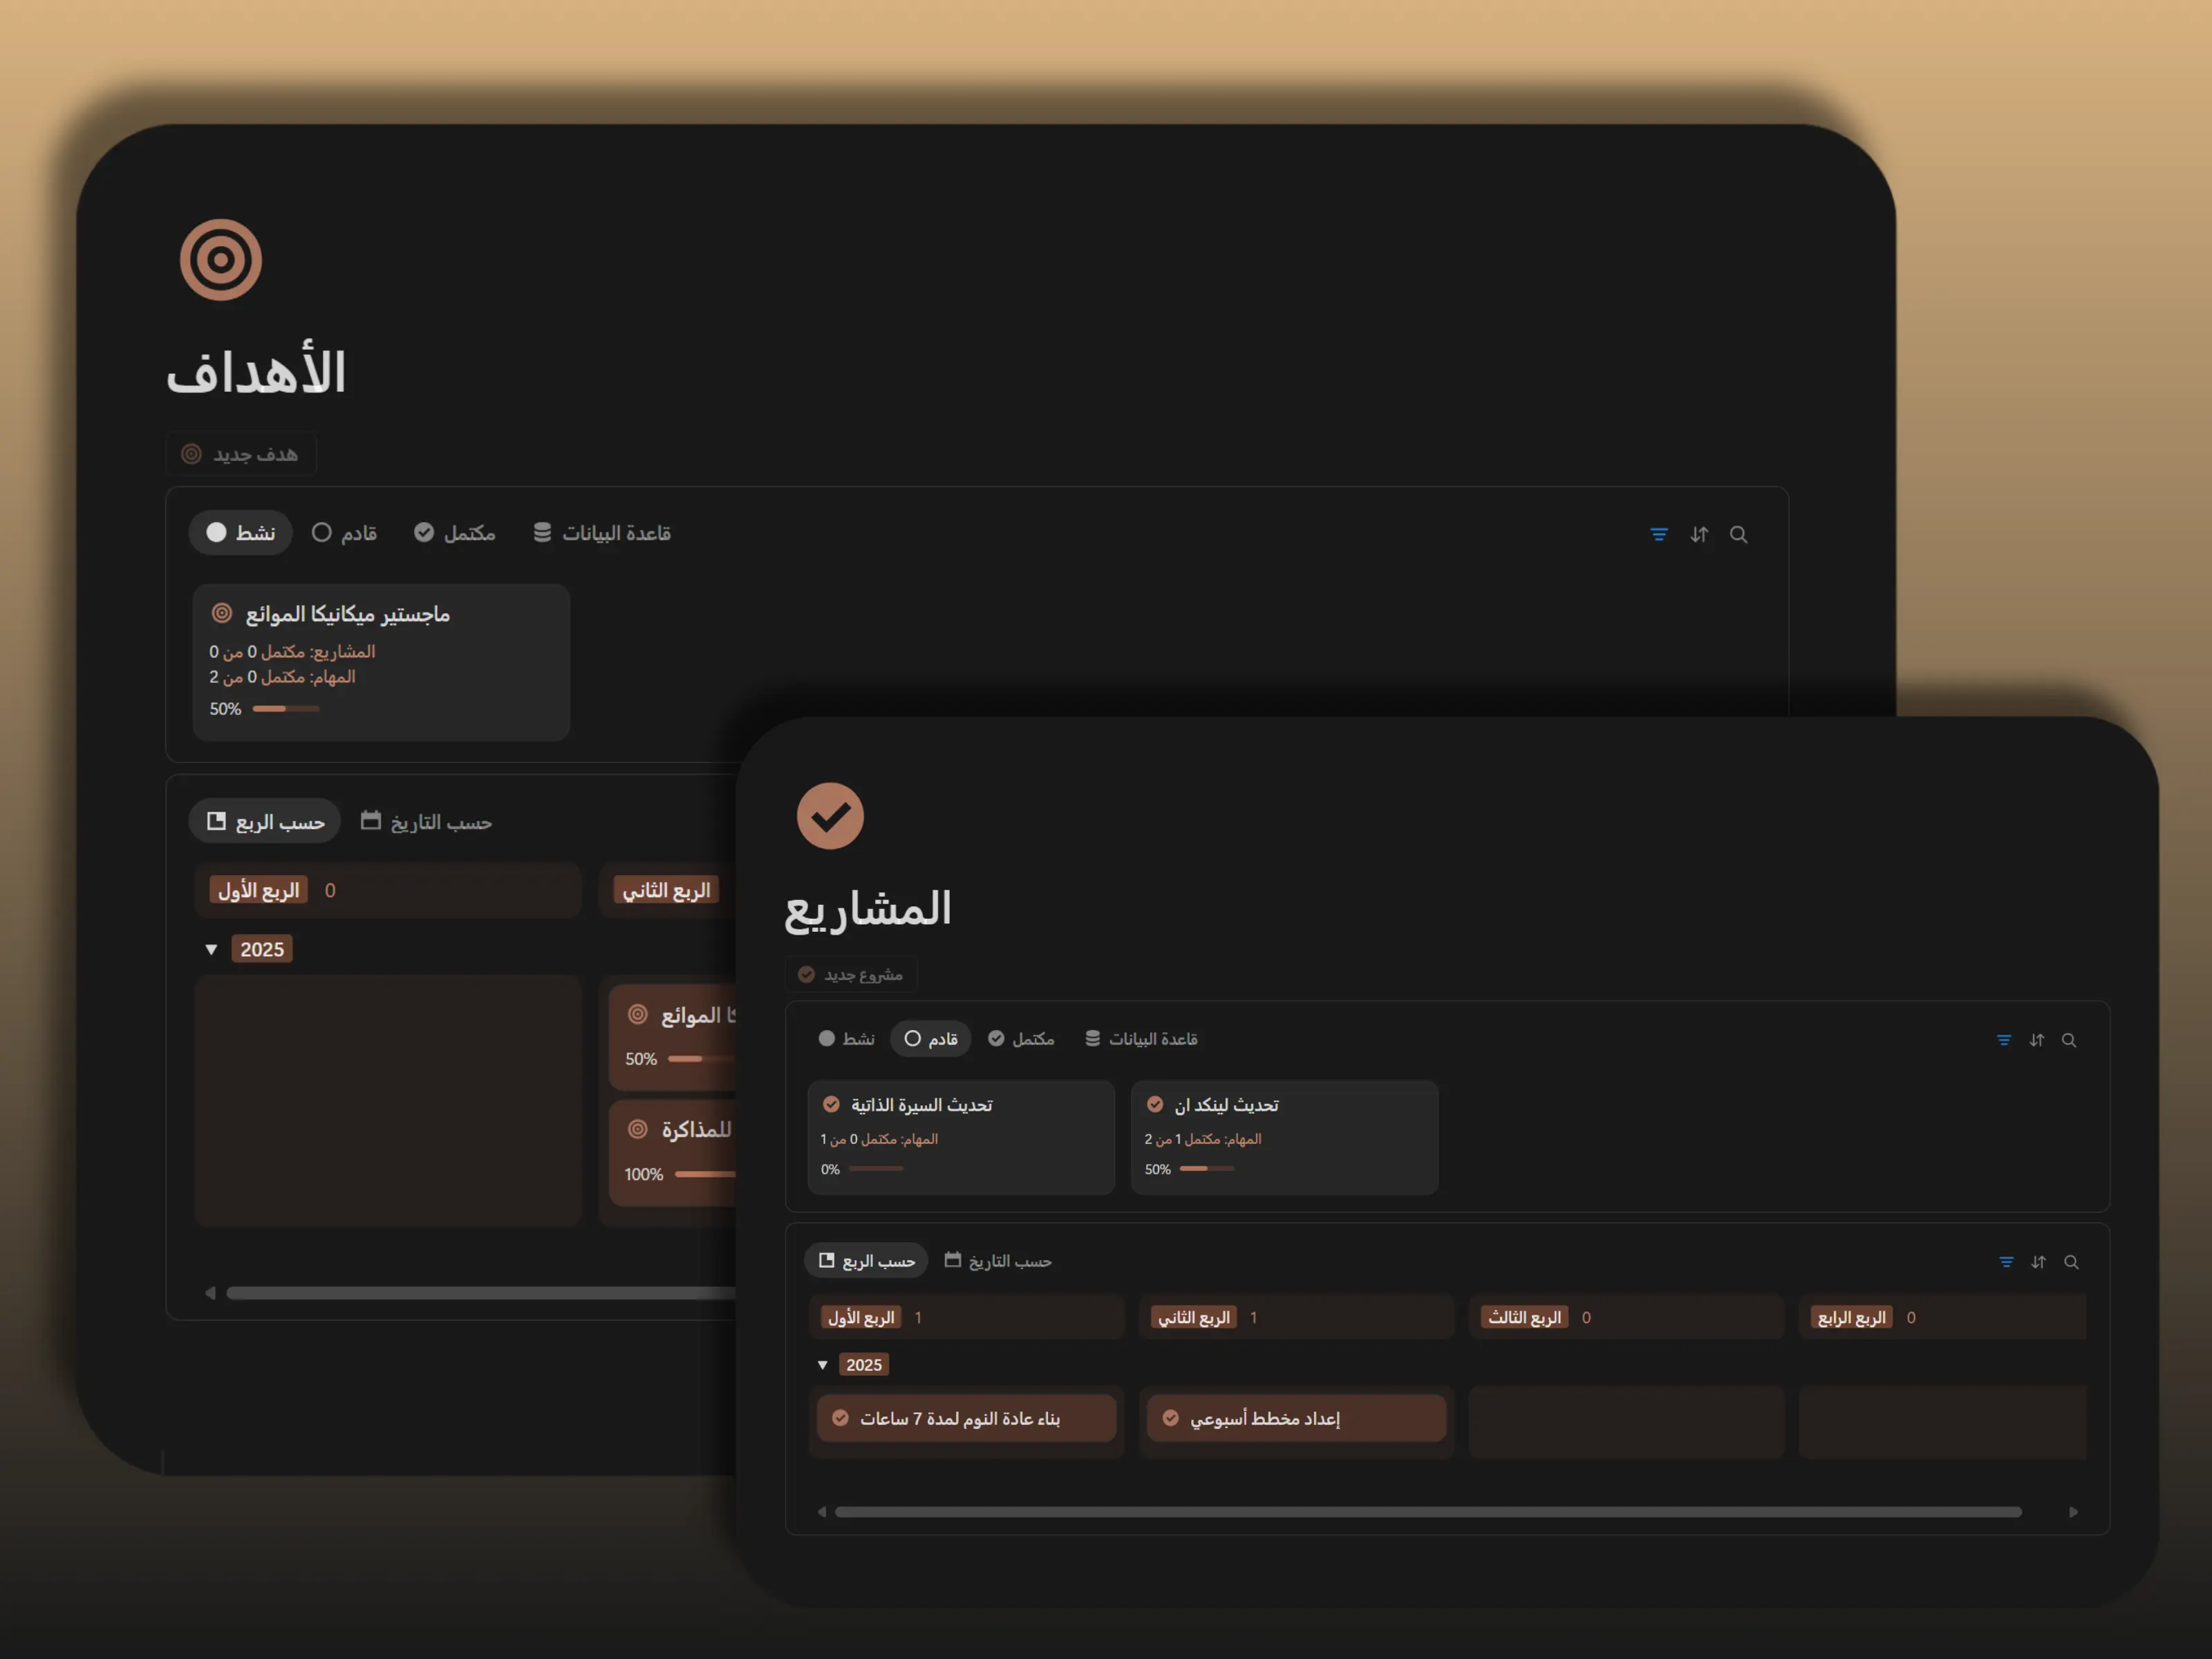 الأهداف
هدف جديد
نشط قادم مكتمل قاعدة البيانات
ماجستير ميكانيكا الموائع
المشاريع: مكتمل 0 من 0
المهام: مكتمل 0 من 2
50%
حسب الربع حسب التاريخ
الربع الأول 0 الربع الثاني
2025
الموائع
50%
للمذاكرة
100%
المشاريع
مشروع جديد
نشط قادم مكتمل قاعدة البيانات
تحديث السيرة الذاتية
المهام: مكتمل 0 من 1
0%
تحديث لينكد ان
المهام: مكتمل 1 من 2
50%
حسب الربع حسب التاريخ
الربع الأول 1 الربع الثاني 1 الربع الثالث 0 الربع الرابع 0
2025
بناء عادة النوم لمدة 7 ساعات
إعداد مخطط أسبوعي